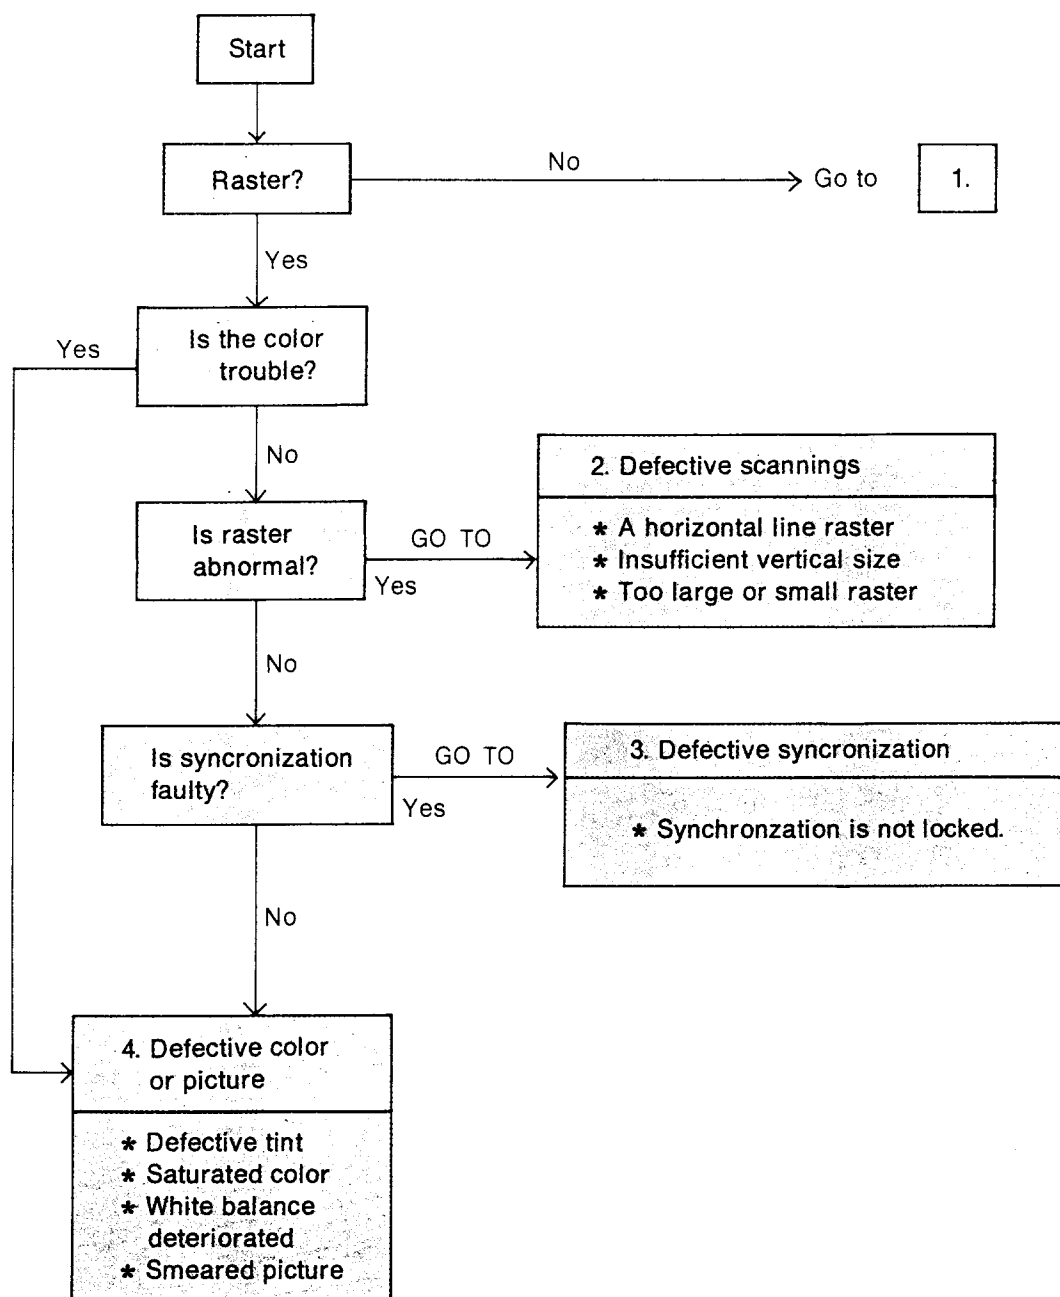 Start
Raster?
No
Go to
1.
Yes
Is the color
trouble?
Yes
No
2. Defective scannings
* A horizontal line raster
* Insufficient vertical size
* Too large or small raster
Is raster
abnormal?
GO TO
Yes
No
Is syncronization
faulty?
GO TO
Yes
3. Defective syncronization
* Synchronzation is not locked.
No
4. Defective color
or picture
* Defective tint
* Saturated color
* White balance
deteriorated
* Smeared picture